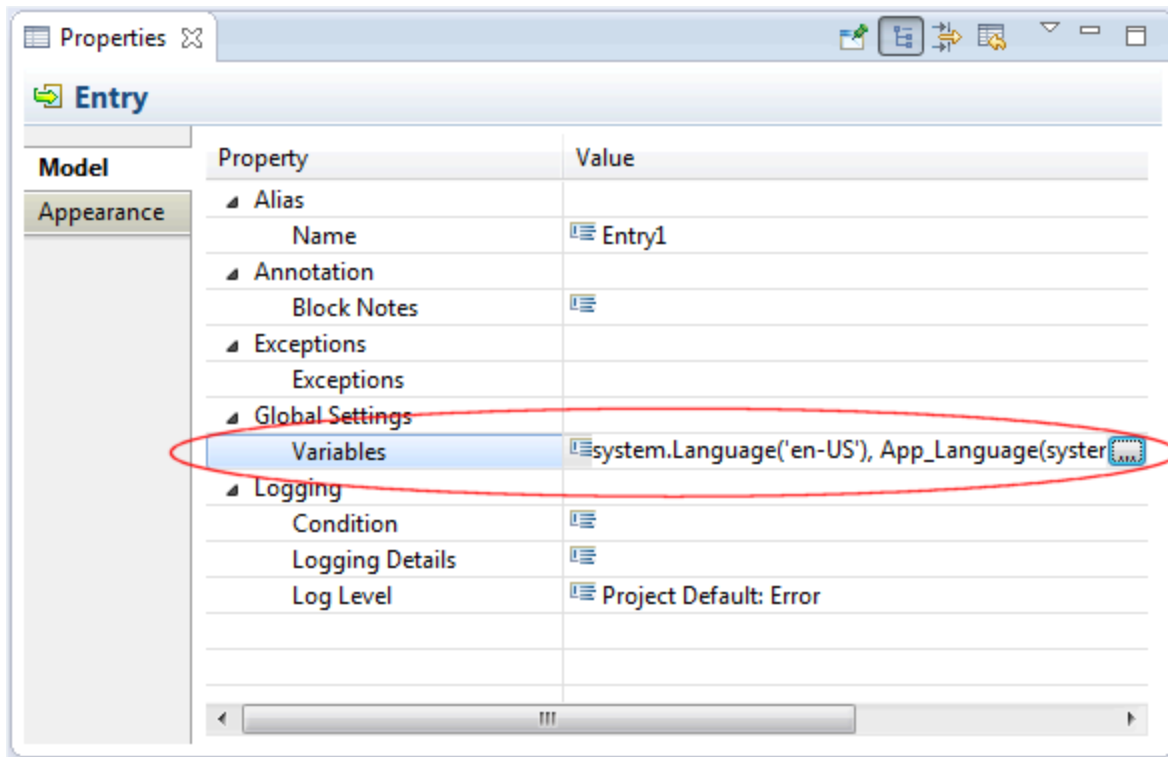 Properties
Entry
Model
Appearance
Property Value
Alias
Name Entry1
Annotation
Block Notes
Exceptions
Exceptions
Global Settings
Variables system.Language('en-US'), App_Language(syster ...
Logging
Condition
Logging Details
Log Level Project Default: Error